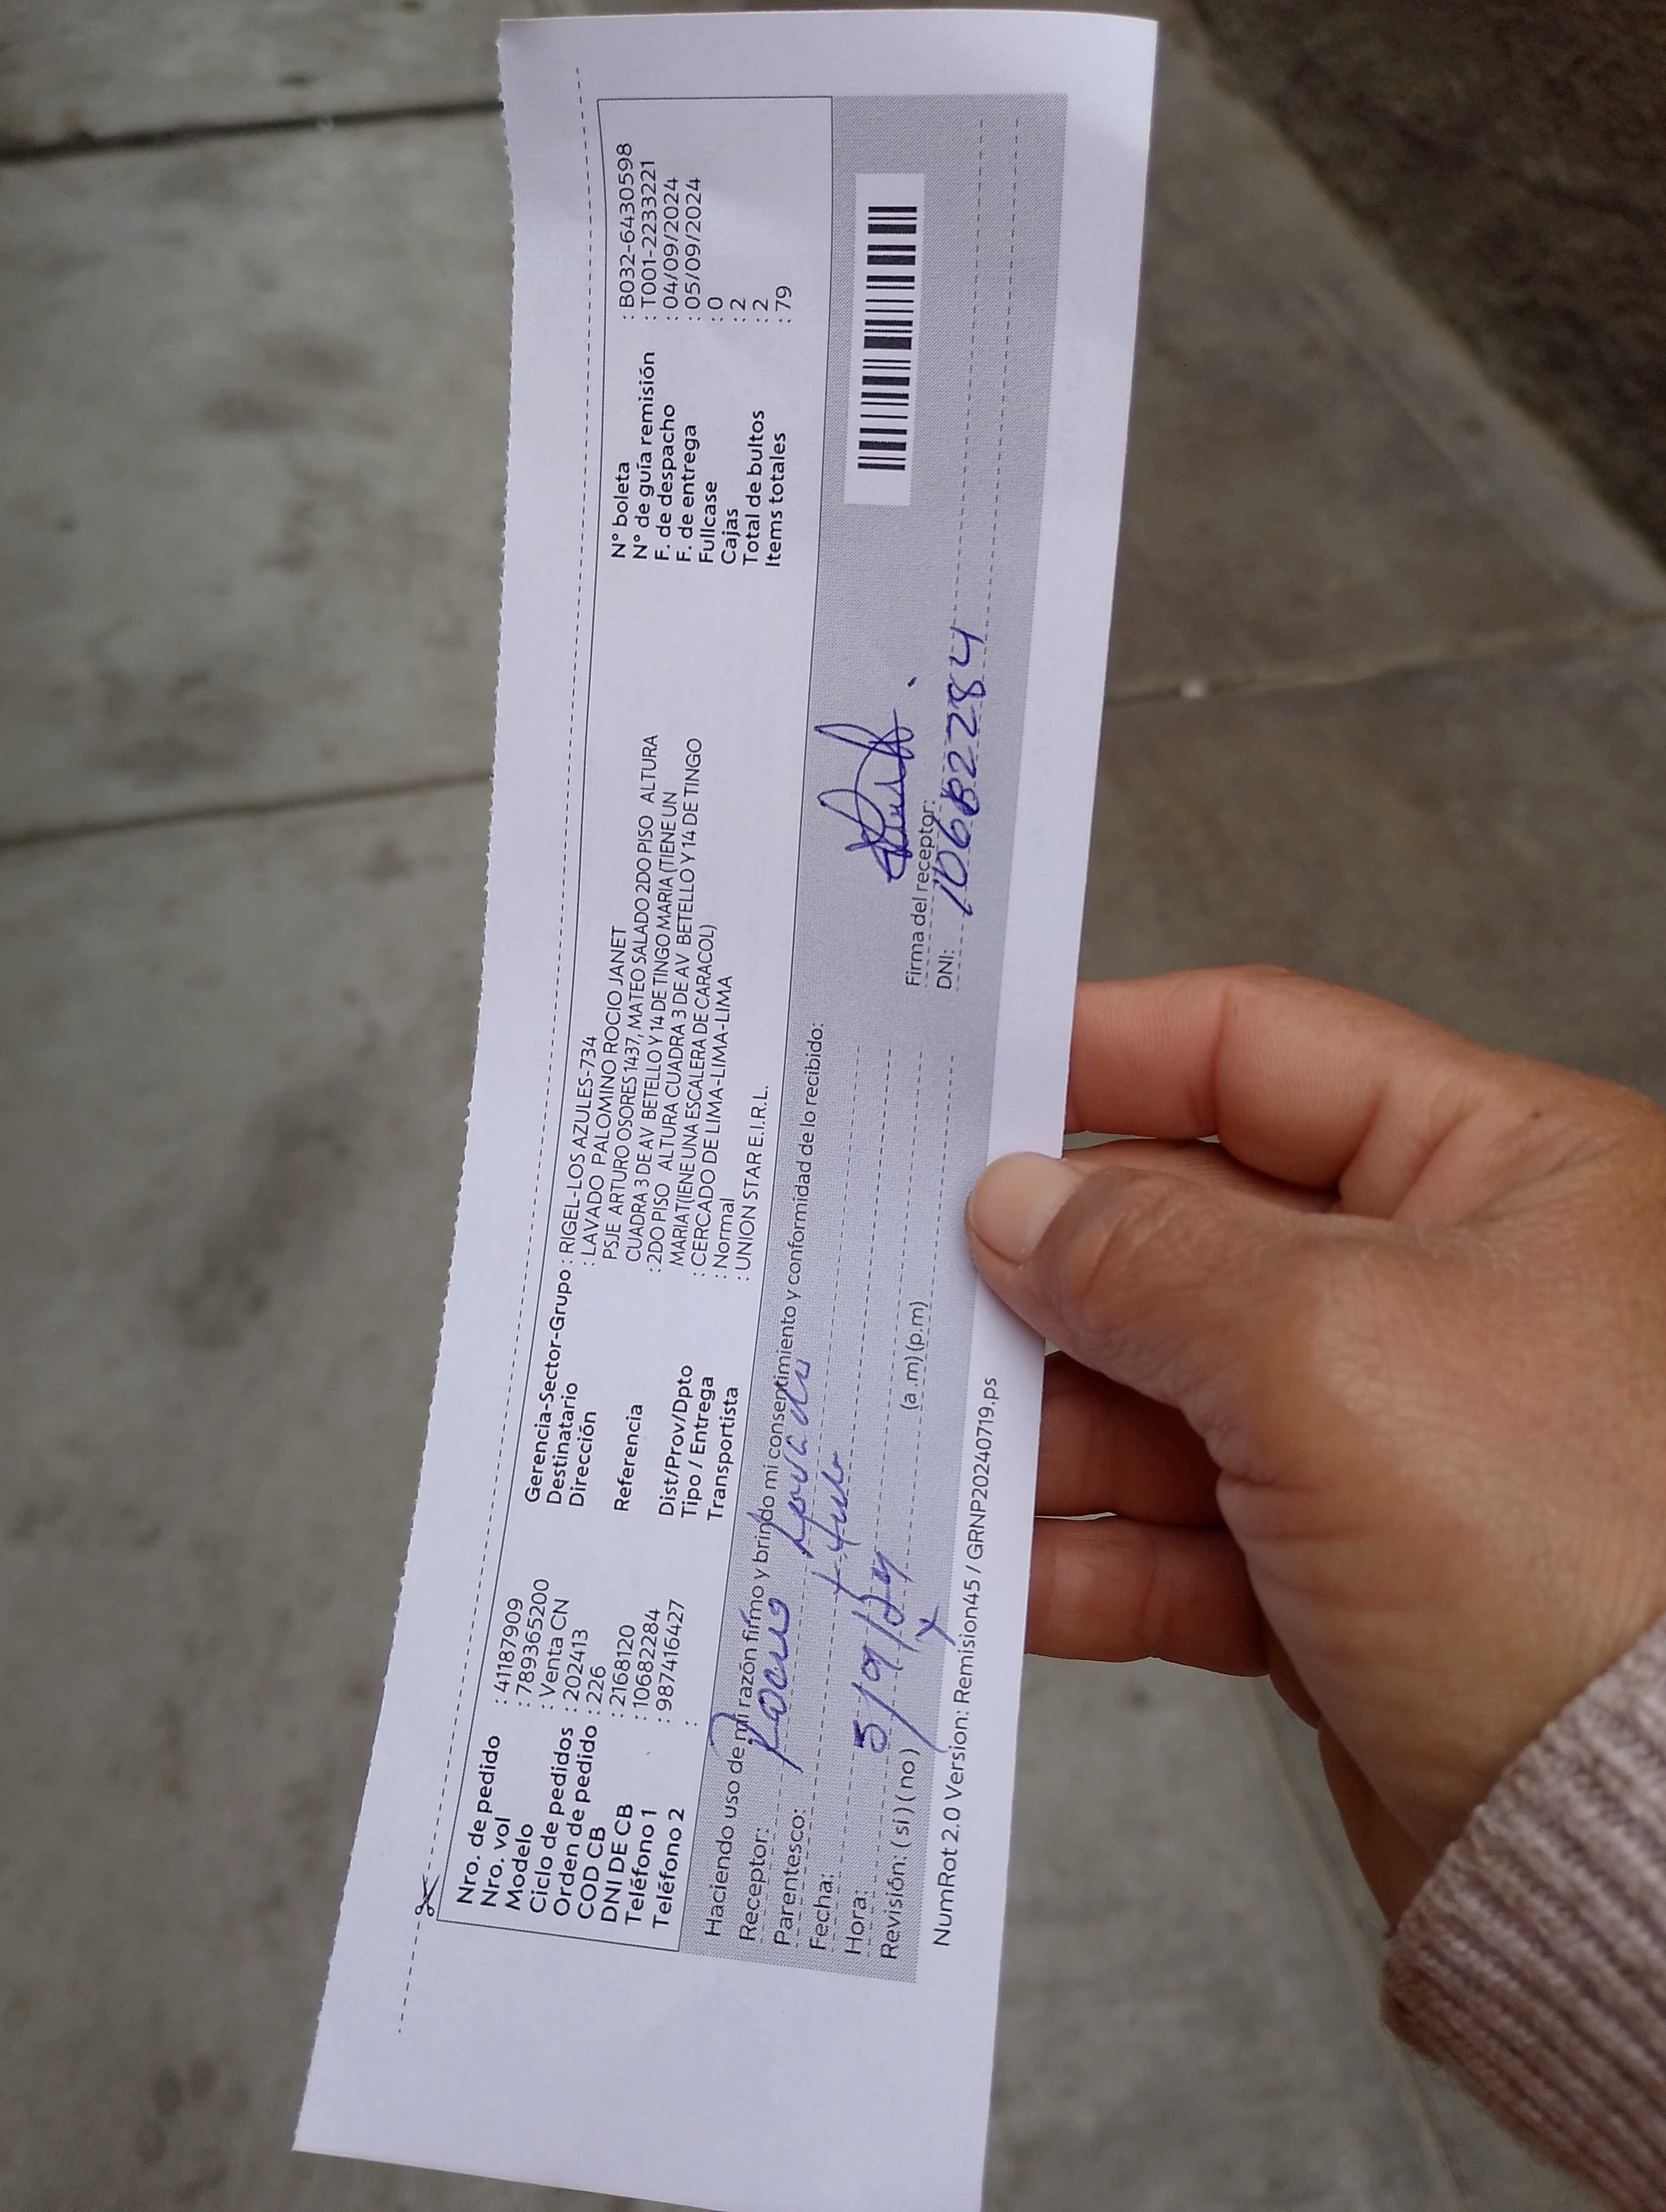 Nro. de pedido : 41187909
Nro. vol : 789365200
Modelo : Venta CN
Ciclo de pedidos : 202413
Orden de pedido : 226
COD CB : 2168120
DNI DE CB : 10682284
Teléfono 1 : 987416427
Teléfono 2 :
Gerencia-Sector-Grupo : RIGEL-LOS AZULES-734
Destinatario : LAVADO PALOMINO ROCIO JANET
Dirección PSJE ARTURO OSORES 1437, MATEO SALADO 2DO PISO ALTURA
CUADRA 3 DE AV BETELLO Y 14 DE TINGO MARIA (TIENE UN
Referencia : 2DO PISO ALTURA CUADRA 3 DE AV BETELLO Y 14 DE TINGO
MARIAT(IENE UNA ESCALERA DE CARACOL)
Dist/Prov/Dpto : CERCADO DE LIMA-LIMA-LIMA
Tipo / Entrega : Normal
Transportista : UNION STAR E.I.R.L.
N° boleta : B032-6430598
N° de guía remisión : T001-2233221
F. de despacho : 04/09/2024
F. de entrega : 05/09/2024
Fullcase : 0
Cajas : 2
Total de bultos : 2
Items totales : 79
Haciendo uso de mi razón firmo y brindo mi consentimiento y conformidad de lo recibido:
Receptor: Rocio Lavado
Parentesco:
Fecha: 5/9/24
Hora: (a .m) (p.m)
Revisión: ( si ) ( no )
Firma del receptor:
DNI: 10682284
NumRot 2.0 Version: Remision45 / GRNP20240719.ps